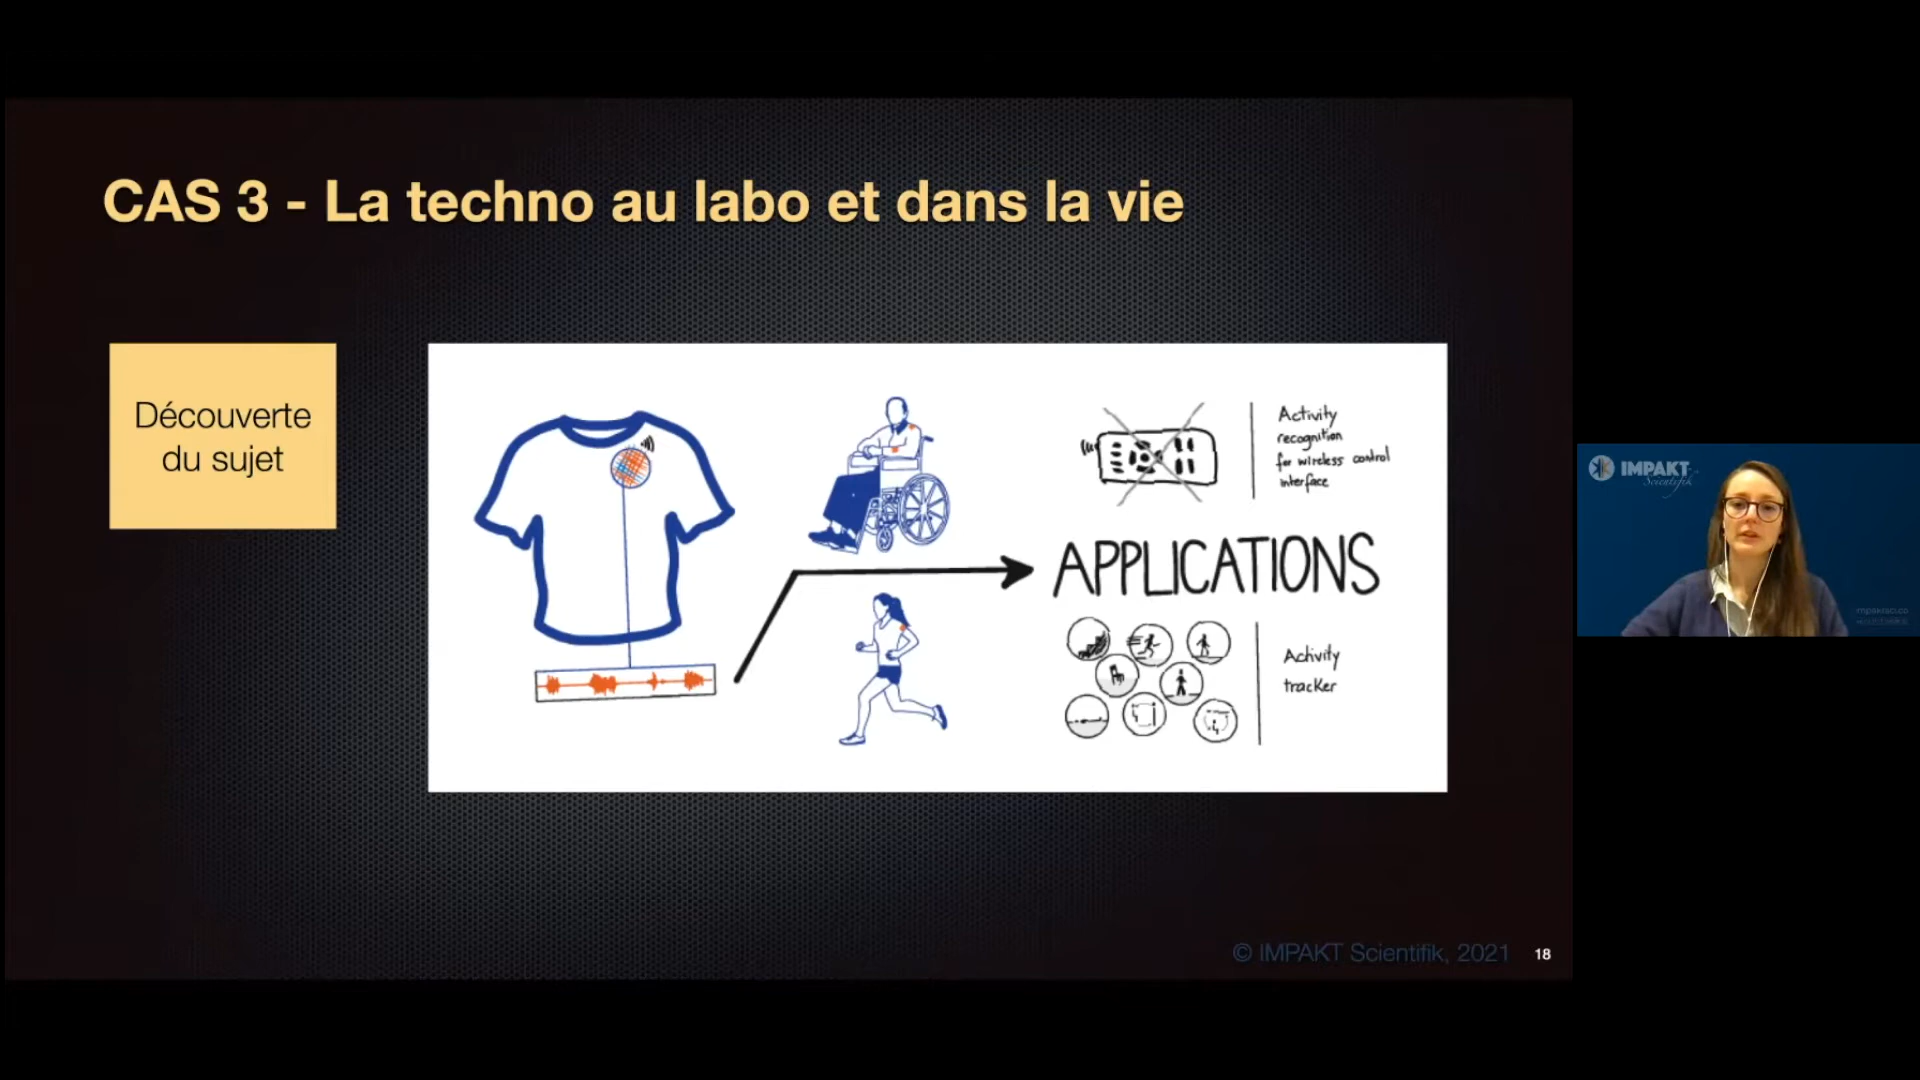 CAS 3 - La techno au labo et dans la vie
Découverte
du sujet
Activity
recognition
for wireless control
interface
APPLICATIONS
Activity
tracker
IMPAKT
Scientifik
© IMPAKT Scientifik, 2021
18